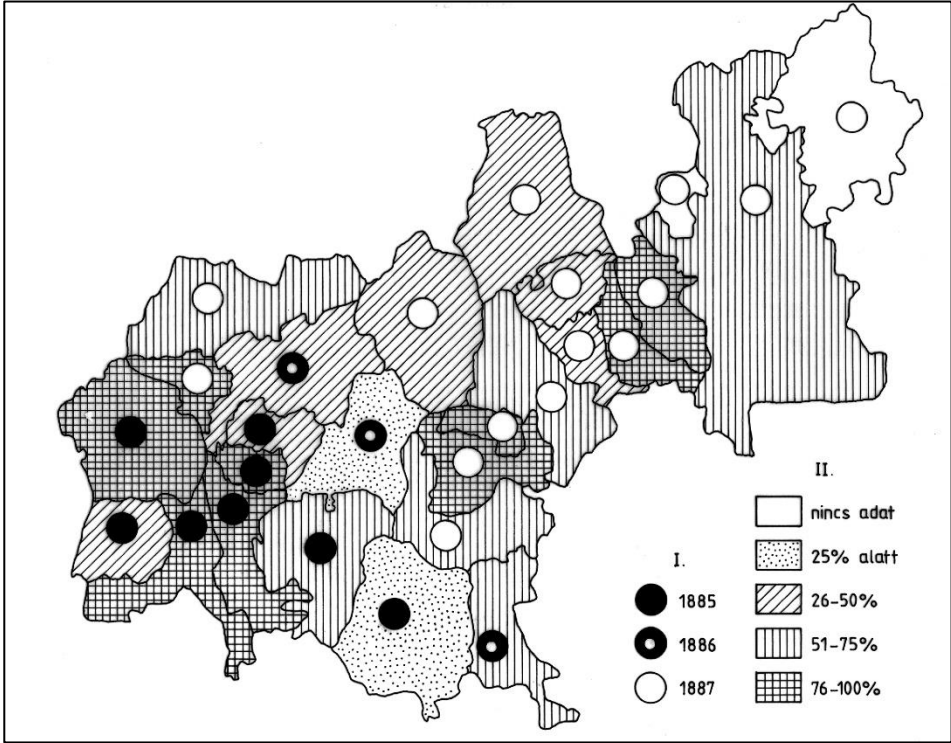 I.
1885
1886
1887
II.
nincs adat
25% alatt
26-50%
51-75%
76-100%